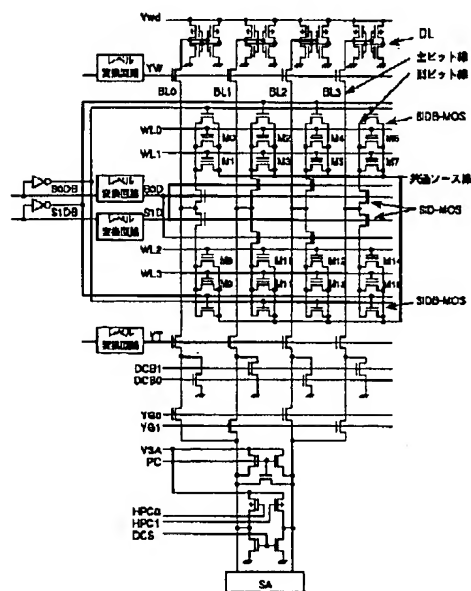 Ywd
DL
レベル
変換回路
YW
主ビット線
副ビット線
BL0 BL1 BL2 BL3
SIDB-MOS
WL0 M0 M2 M4 M6
WL1 M1 M3 M5 M7
共通ソース線
S0DB
レベル
変換回路
S0D
SiD-MOS
S1DB
レベル
変換回路
S1D
WL2 M8 M10 M12 M14
WL3 M9 M11 M13 M15
SIDB-MOS
レベル
変換回路
YT
DCB1
DCB0
YG0
YG1
VSA
PC
HPC0
HPC1
DCS
SA